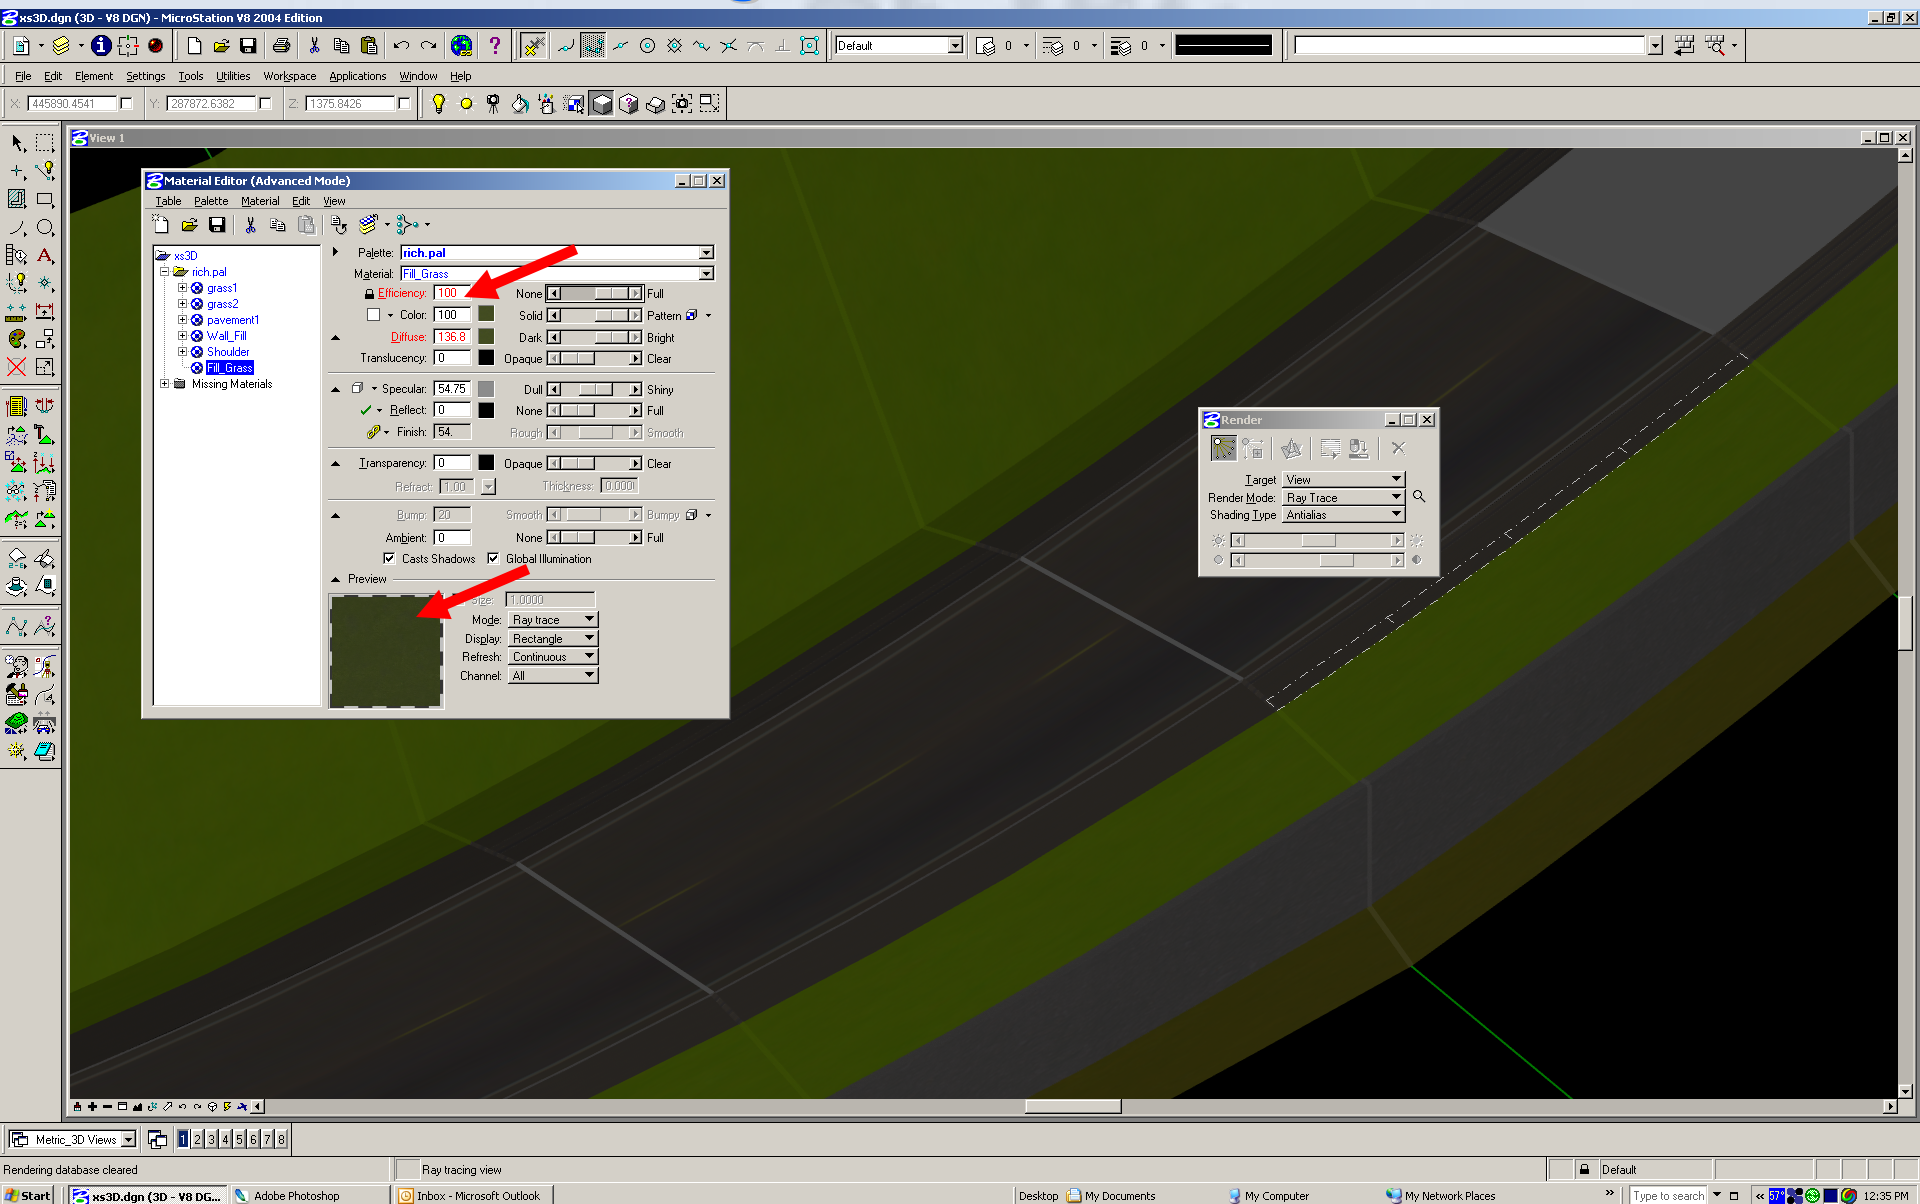 xs3D.dgn (3D - V8 DGN) - MicroStation V8 2004 Edition
Default 0 0 0
File Edit Element Settings Tools Utilities Workspace Applications Window Help
X: 445890.4541 Y: 287872.6382 Z: 1375.8426
View 1
Material Editor (Advanced Mode)
Table Palette Material Edit View
xs3D
rich.pal
grass1
grass2
pavement1
Wall_Fill
Shoulder
Fill_Grass
Missing Materials
Palette: rich.pal
Material: Fill_Grass
Efficiency: 100 None Full
Color: 100 Solid Pattern
Diffuse: 136.8 Dark Bright
Translucency: 0 Opaque Clear
Specular: 54.75 Dull Shiny
Reflect: 0 None Full
Finish: 54. Rough Smooth
Transparency: 0 Opaque Clear
Refract: 1.00 Thickness: 0.000
Bump: 20 Smooth Bumpy
Ambient: 0 None Full
Casts Shadows Global Illumination
Preview
Size: 1.0000
Mode: Ray trace
Display: Rectangle
Refresh: Continuous
Channel: All
Render
Target View
Render Mode: Ray Trace
Shading Type Antialias
Metric_3D Views 1 2 3 4 5 6 7 8
Rendering database cleared Ray tracing view Default
Start xs3D.dgn (3D - V8 DG... Adobe Photoshop Inbox - Microsoft Outlook Desktop My Documents My Computer My Network Places » Type to search « 57° 12:35 PM